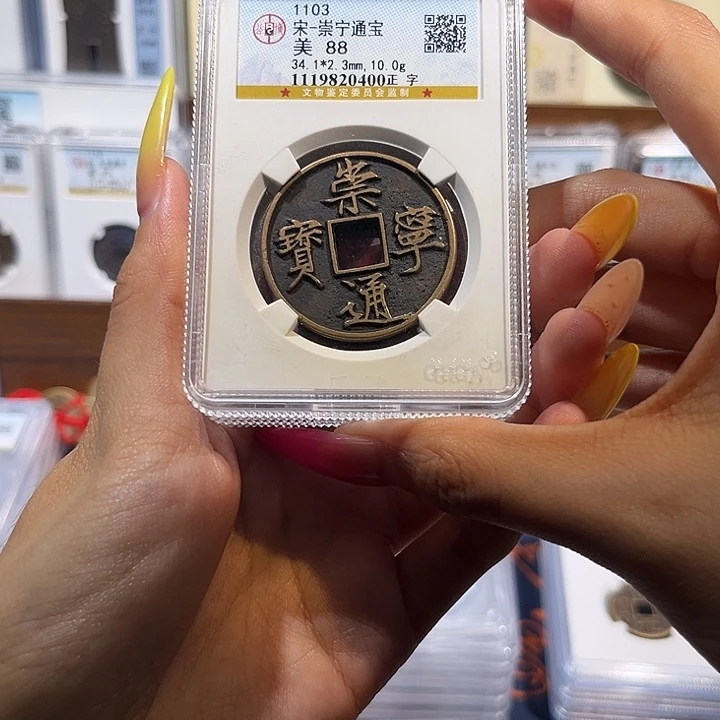 1103
宋-崇宁通宝
美 88
34.1*2.3mm,10.0g
1119820400正 字
★ 文物鉴定委员会监制 ★
崇
寶 寧
通